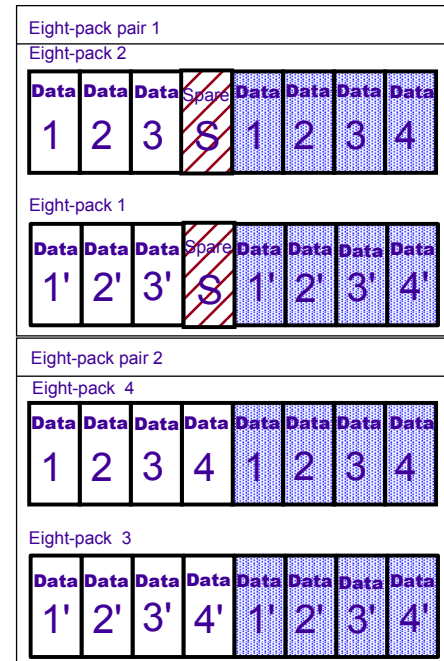 Eight-pack pair 1
Eight-pack 2
Data Data Data Spare Data Data Data Data
1 2 3 S 1 2 3 4
Eight-pack 1
Data Data Data Spare Data Data Data Data
1' 2' 3' S 1' 2' 3' 4'
Eight-pack pair 2
Eight-pack 4
Data Data Data Data Data Data Data Data
1 2 3 4 1 2 3 4
Eight-pack 3
Data Data Data Data Data Data Data Data
1' 2' 3' 4' 1' 2' 3' 4'